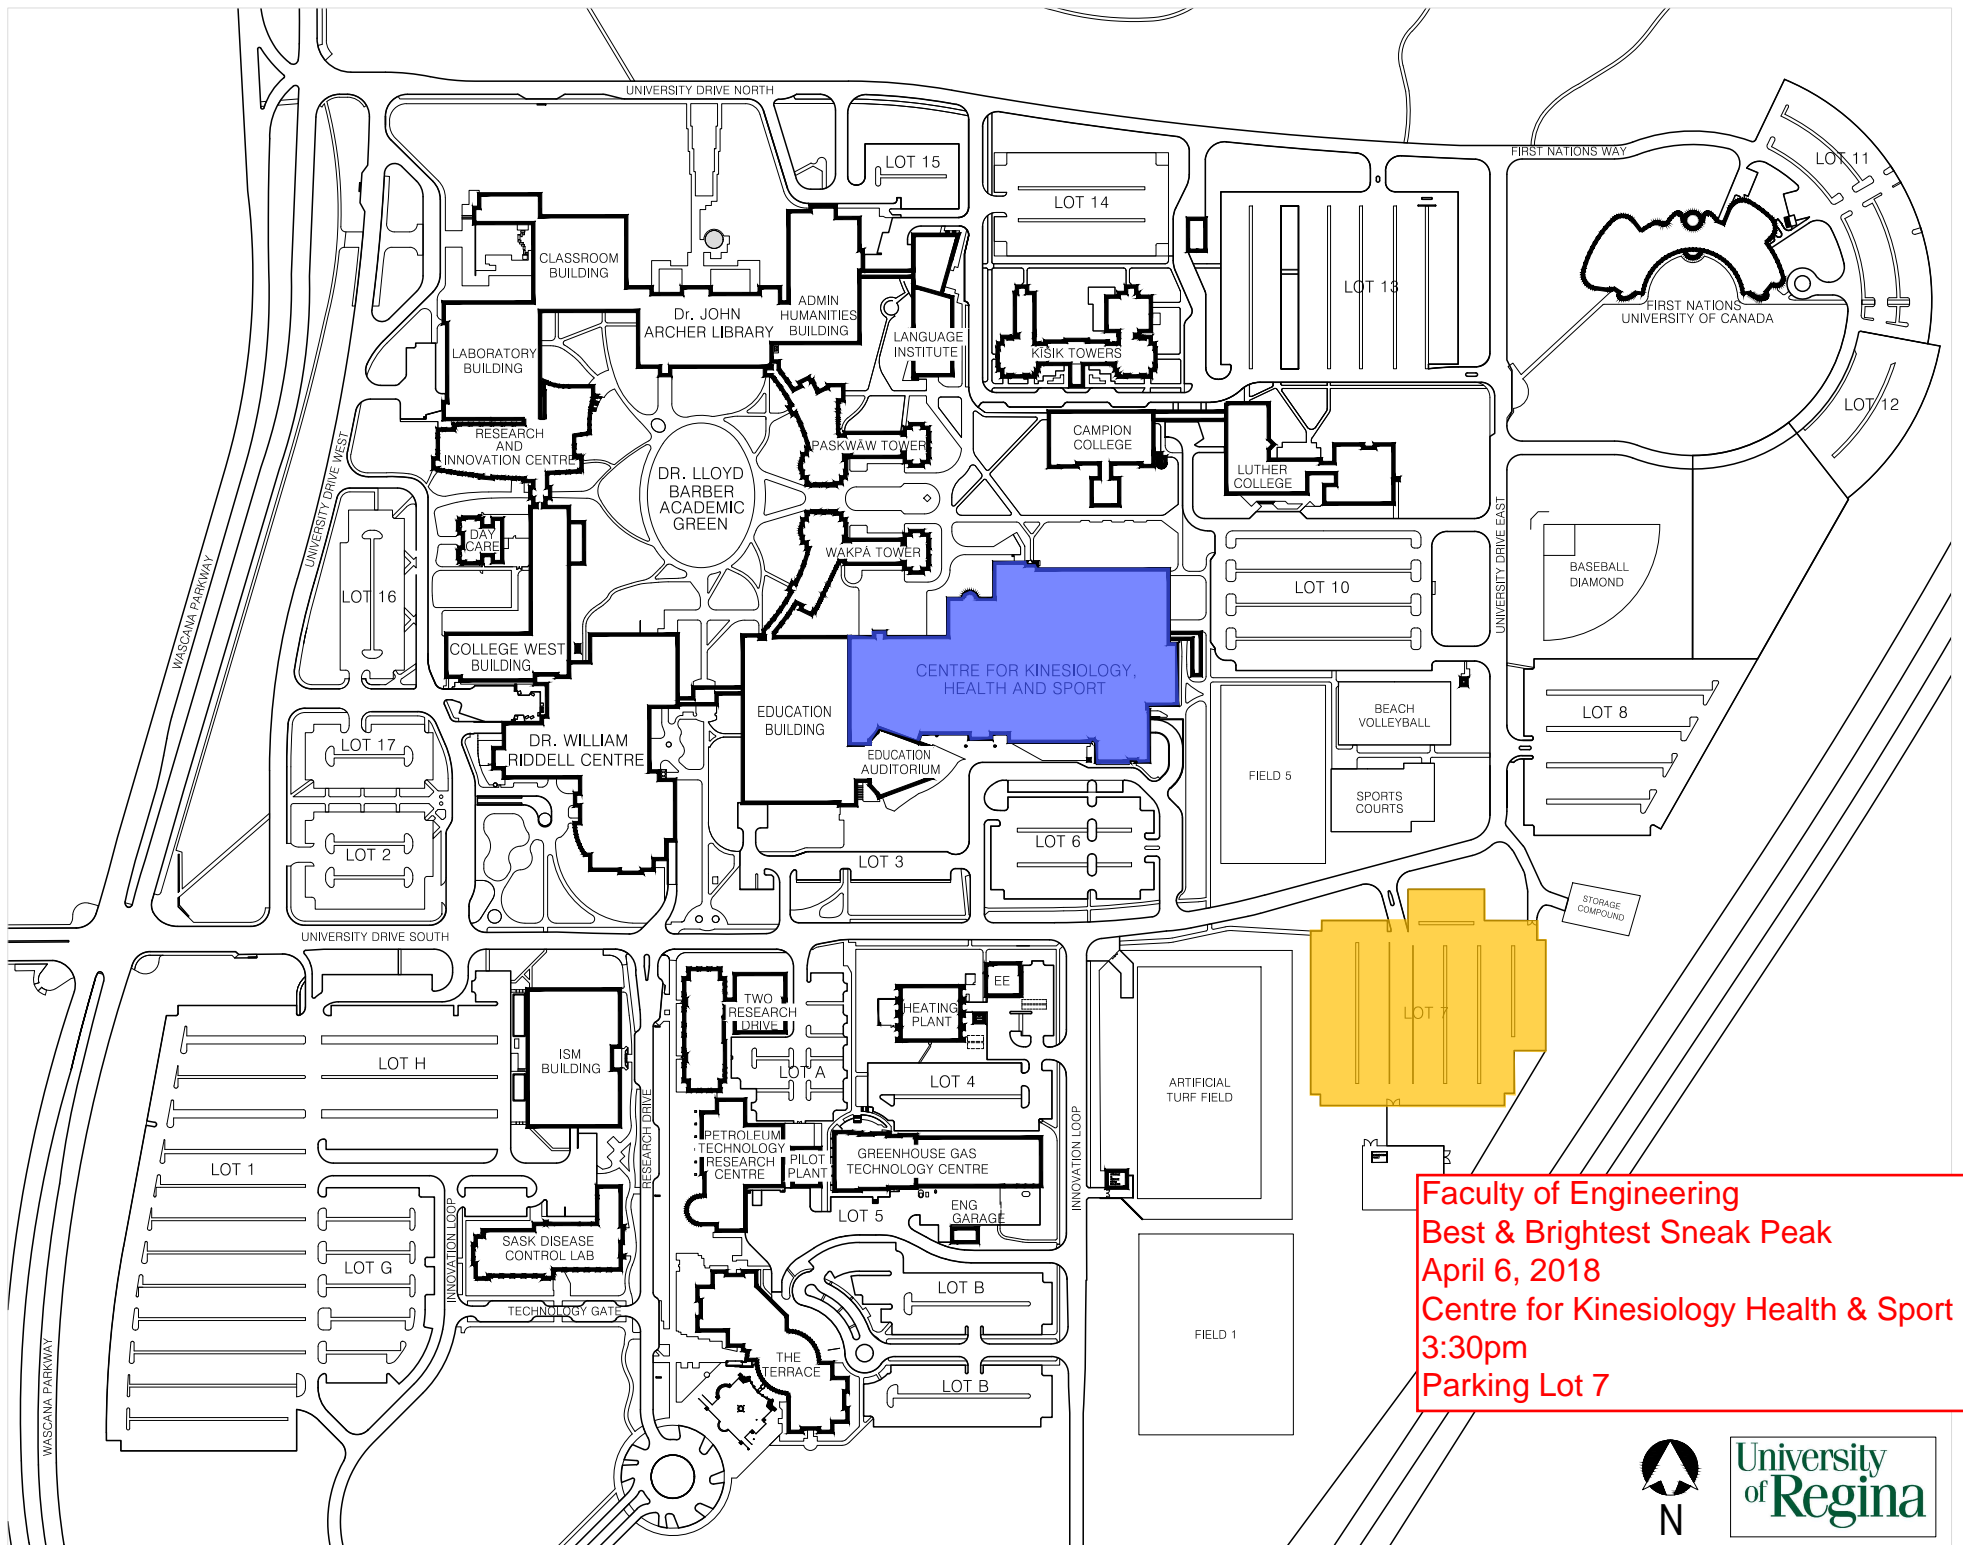 UNIVERSITY DRIVE NORTH
FIRST NATIONS WAY
LOT 15
LOT 11
LOT 14
CLASSROOM
BUILDING
LOT 13
ADMIN
HUMANITIES
BUILDING
Dr. JOHN
ARCHER LIBRARY
FIRST NATIONS
UNIVERSITY OF CANADA
LANGUAGE
INSTITUTE
KĪSIK TOWERS
LABORATORY
BUILDING
LOT 12
RESEARCH
AND
INNOVATION CENTRE
PASKWĀW TOWER
CAMPION
COLLEGE
LUTHER
COLLEGE
DR. LLOYD
BARBER
ACADEMIC
GREEN
UNIVERSITY DRIVE WEST
UNIVERSITY DRIVE EAST
DAY
CARE
WAKPĀ TOWER
BASEBALL
DIAMOND
WASCANA PARKWAY
LOT 16
LOT 10
COLLEGE WEST
BUILDING
CENTRE FOR KINESIOLOGY,
HEALTH AND SPORT
EDUCATION
BUILDING
BEACH
VOLLEYBALL
LOT 8
LOT 17
DR. WILLIAM
RIDDELL CENTRE
EDUCATION
AUDITORIUM
FIELD 5
SPORTS
COURTS
LOT 2
LOT 3
LOT 6
STORAGE
COMPOUND
UNIVERSITY DRIVE SOUTH
TWO
RESEARCH
DRIVE
HEATING
PLANT
EE
LOT 7
LOT H
ISM
BUILDING
LOT A
LOT 4
ARTIFICIAL
TURF FIELD
RESEARCH DRIVE
INNOVATION LOOP
PETROLEUM
TECHNOLOGY
RESEARCH
CENTRE
PILOT
PLANT
GREENHOUSE GAS
TECHNOLOGY CENTRE
LOT 1
LOT 5
ENG
GARAGE
INNOVATION LOOP
SASK DISEASE
CONTROL LAB
LOT G
LOT B
TECHNOLOGY GATE
FIELD 1
THE
TERRACE
LOT B
WASCANA PARKWAY
Faculty of Engineering
Best & Brightest Sneak Peak
April 6, 2018
Centre for Kinesiology Health & Sport
3:30pm
Parking Lot 7
N
University
of Regina